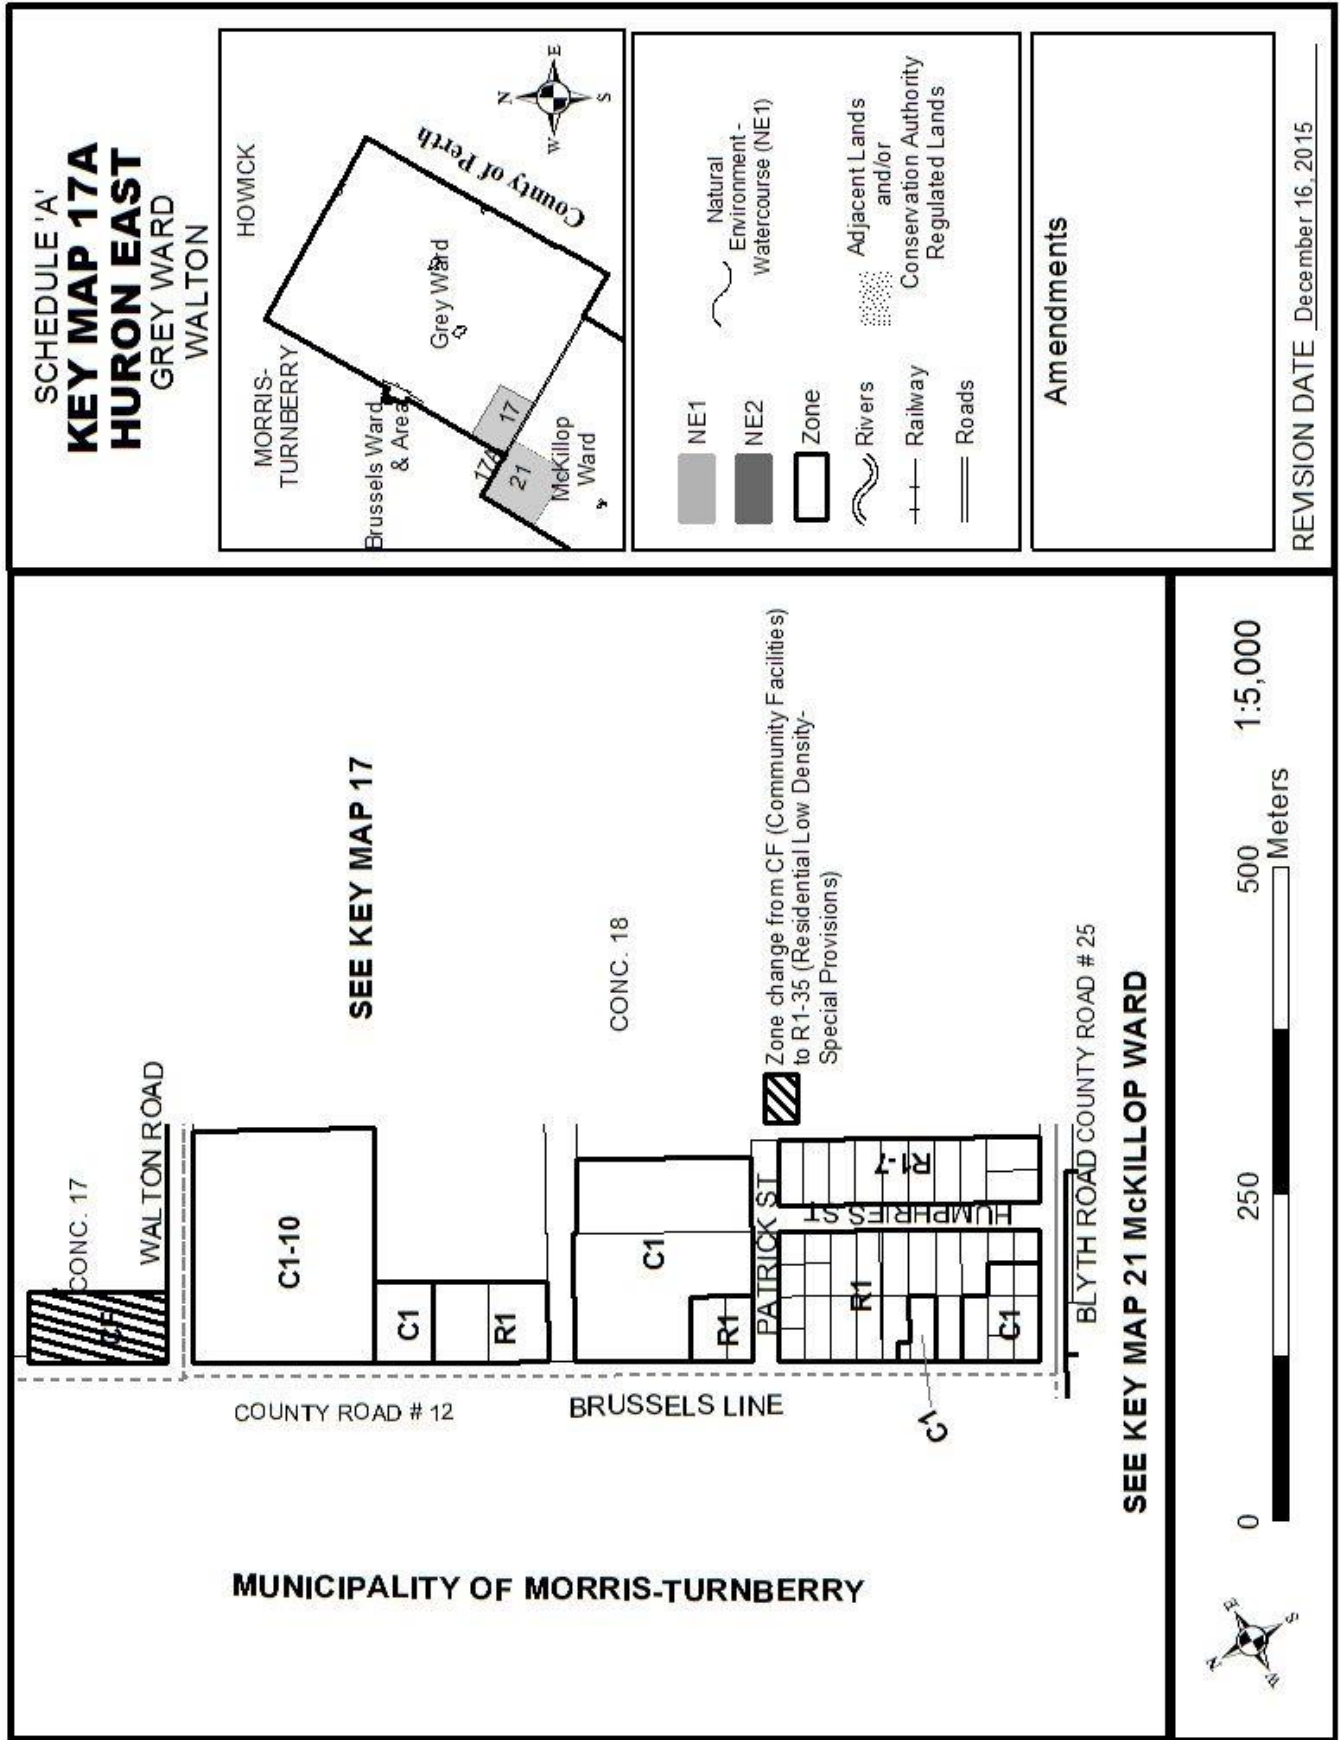 SCHEDULE 'A'
KEY MAP 17A
HURON EAST
GREY WARD
WALTON
HOWICK
MORRIS-
TURNBERRY
County of Perth
Grey Ward
Brussels Ward
& Area
17A
17
21
McKillop
Ward
N
E
S
W
NE1
NE2
Zone
Rivers
Railway
Roads
Natural
Environment -
Watercourse (NE1)
Adjacent Lands
and/or
Conservation Authority
Regulated Lands
Amendments
REVISION DATE December 16, 2015
CONC. 17
CF
WALTON ROAD
C1-10
SEE KEY MAP 17
C1
R1
COUNTY ROAD # 12
BRUSSELS LINE
CONC. 18
C1
R1
PATRICK ST
Zone change from CF (Community Facilities)
to R1-35 (Residential Low Density-
Special Provisions)
R1
R1-7
HUMPHRIES ST
C1
C1
BLYTH ROAD COUNTY ROAD # 25
SEE KEY MAP 21 McKILLOP WARD
MUNICIPALITY OF MORRIS-TURNBERRY
N
E
S
W
0
250
500
Meters
1:5,000